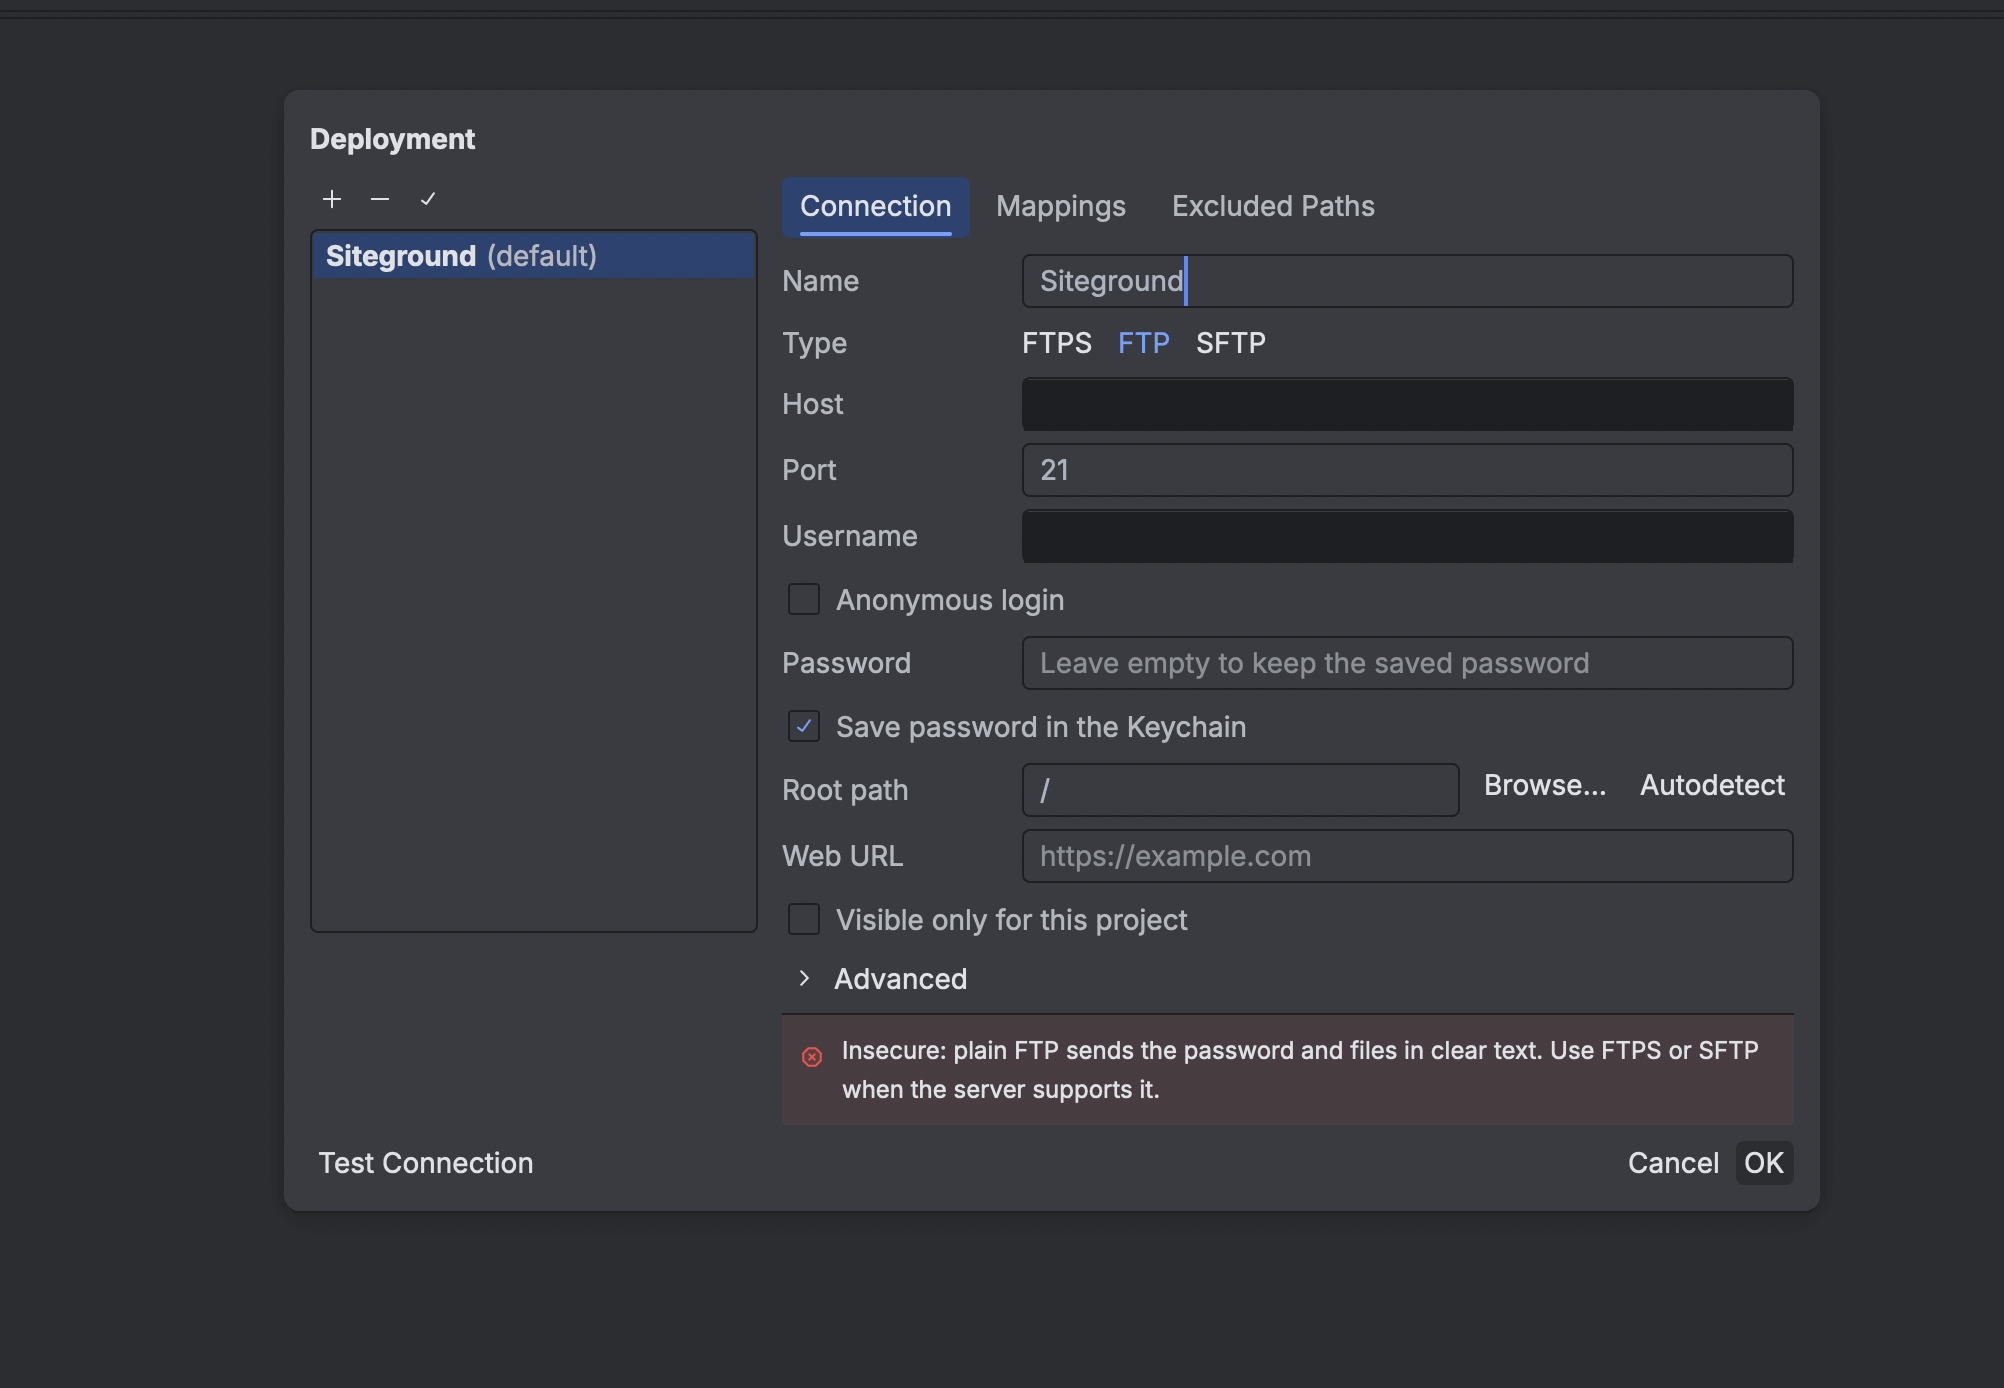 Deployment
Siteground (default)
Connection Mappings Excluded Paths
Name Siteground
Type FTPS FTP SFTP
Host
Port 21
Username
Anonymous login
Password Leave empty to keep the saved password
Save password in the Keychain
Root path / Browse... Autodetect
Web URL https://example.com
Visible only for this project
Advanced
Insecure: plain FTP sends the password and files in clear text. Use FTPS or SFTP
when the server supports it.
Test Connection Cancel OK